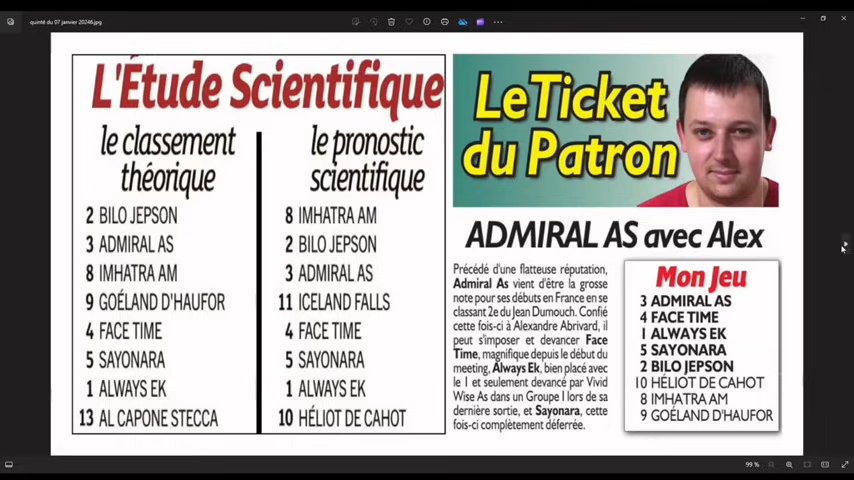 quinté du 07 janvier 20246.jpg
L'Étude Scientifique
le classement
théorique
2 BILO JEPSON
3 ADMIRAL AS
8 IMHATRA AM
9 GOÉLAND D'HAUFOR
4 FACE TIME
5 SAYONARA
1 ALWAYS EK
13 AL CAPONE STECCA
le pronostic
scientifique
8 IMHATRA AM
2 BILO JEPSON
3 ADMIRAL AS
11 ICELAND FALLS
4 FACE TIME
5 SAYONARA
1 ALWAYS EK
10 HÉLIOT DE CAHOT
Le Ticket
du Patron
ADMIRAL AS avec Alex
Précédé d'une flatteuse réputation,
Admiral As vient d'être la grosse
note pour ses débuts en France en se
classant 2e du Jean Dumouch. Confié
cette fois-ci à Alexandre Abrivard, il
peut s'imposer et devancer Face
Time, magnifique depuis le début du
meeting, Always Ek, bien placé avec
le 1 et seulement devancé par Vivid
Wise As dans un Groupe I lors de sa
dernière sortie, et Sayonara, cette
fois-ci complètement déferrée.
Mon Jeu
3 ADMIRAL AS
4 FACE TIME
1 ALWAYS EK
5 SAYONARA
2 BILO JEPSON
10 HÉLIOT DE CAHOT
8 IMHATRA AM
9 GOÉLAND D'HAUFOR
99 %